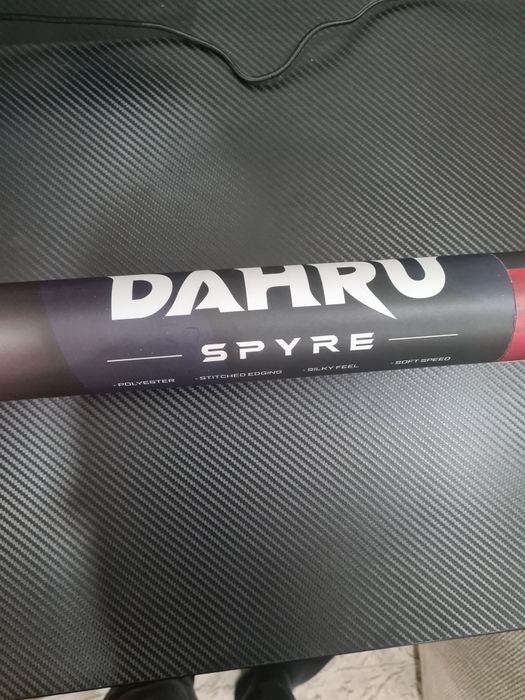 DAHRU
SPYRE
· POLYESTER · STITCHED EDGING · SILKY FEEL · SOFT SPEED